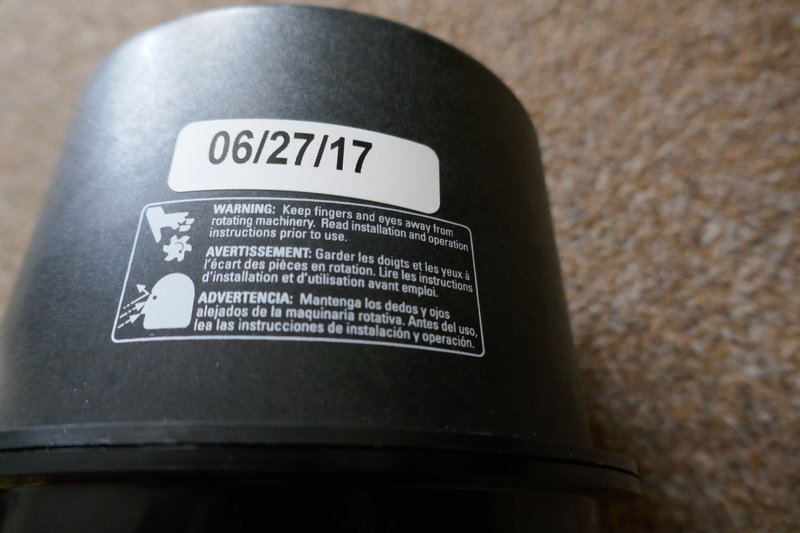 06/27/17
WARNING: Keep fingers and eyes away from
rotating machinery. Read installation and operation
instructions prior to use.
AVERTISSEMENT: Garder les doigts et les yeux à
l'écart des pièces en rotation. Lire les instructions
d'installation et d'utilisation avant emploi.
ADVERTENCIA: Mantenga los dedos y ojos
alejados de la maquinaria rotativa. Antes del uso,
lea las instrucciones de instalación y operación.